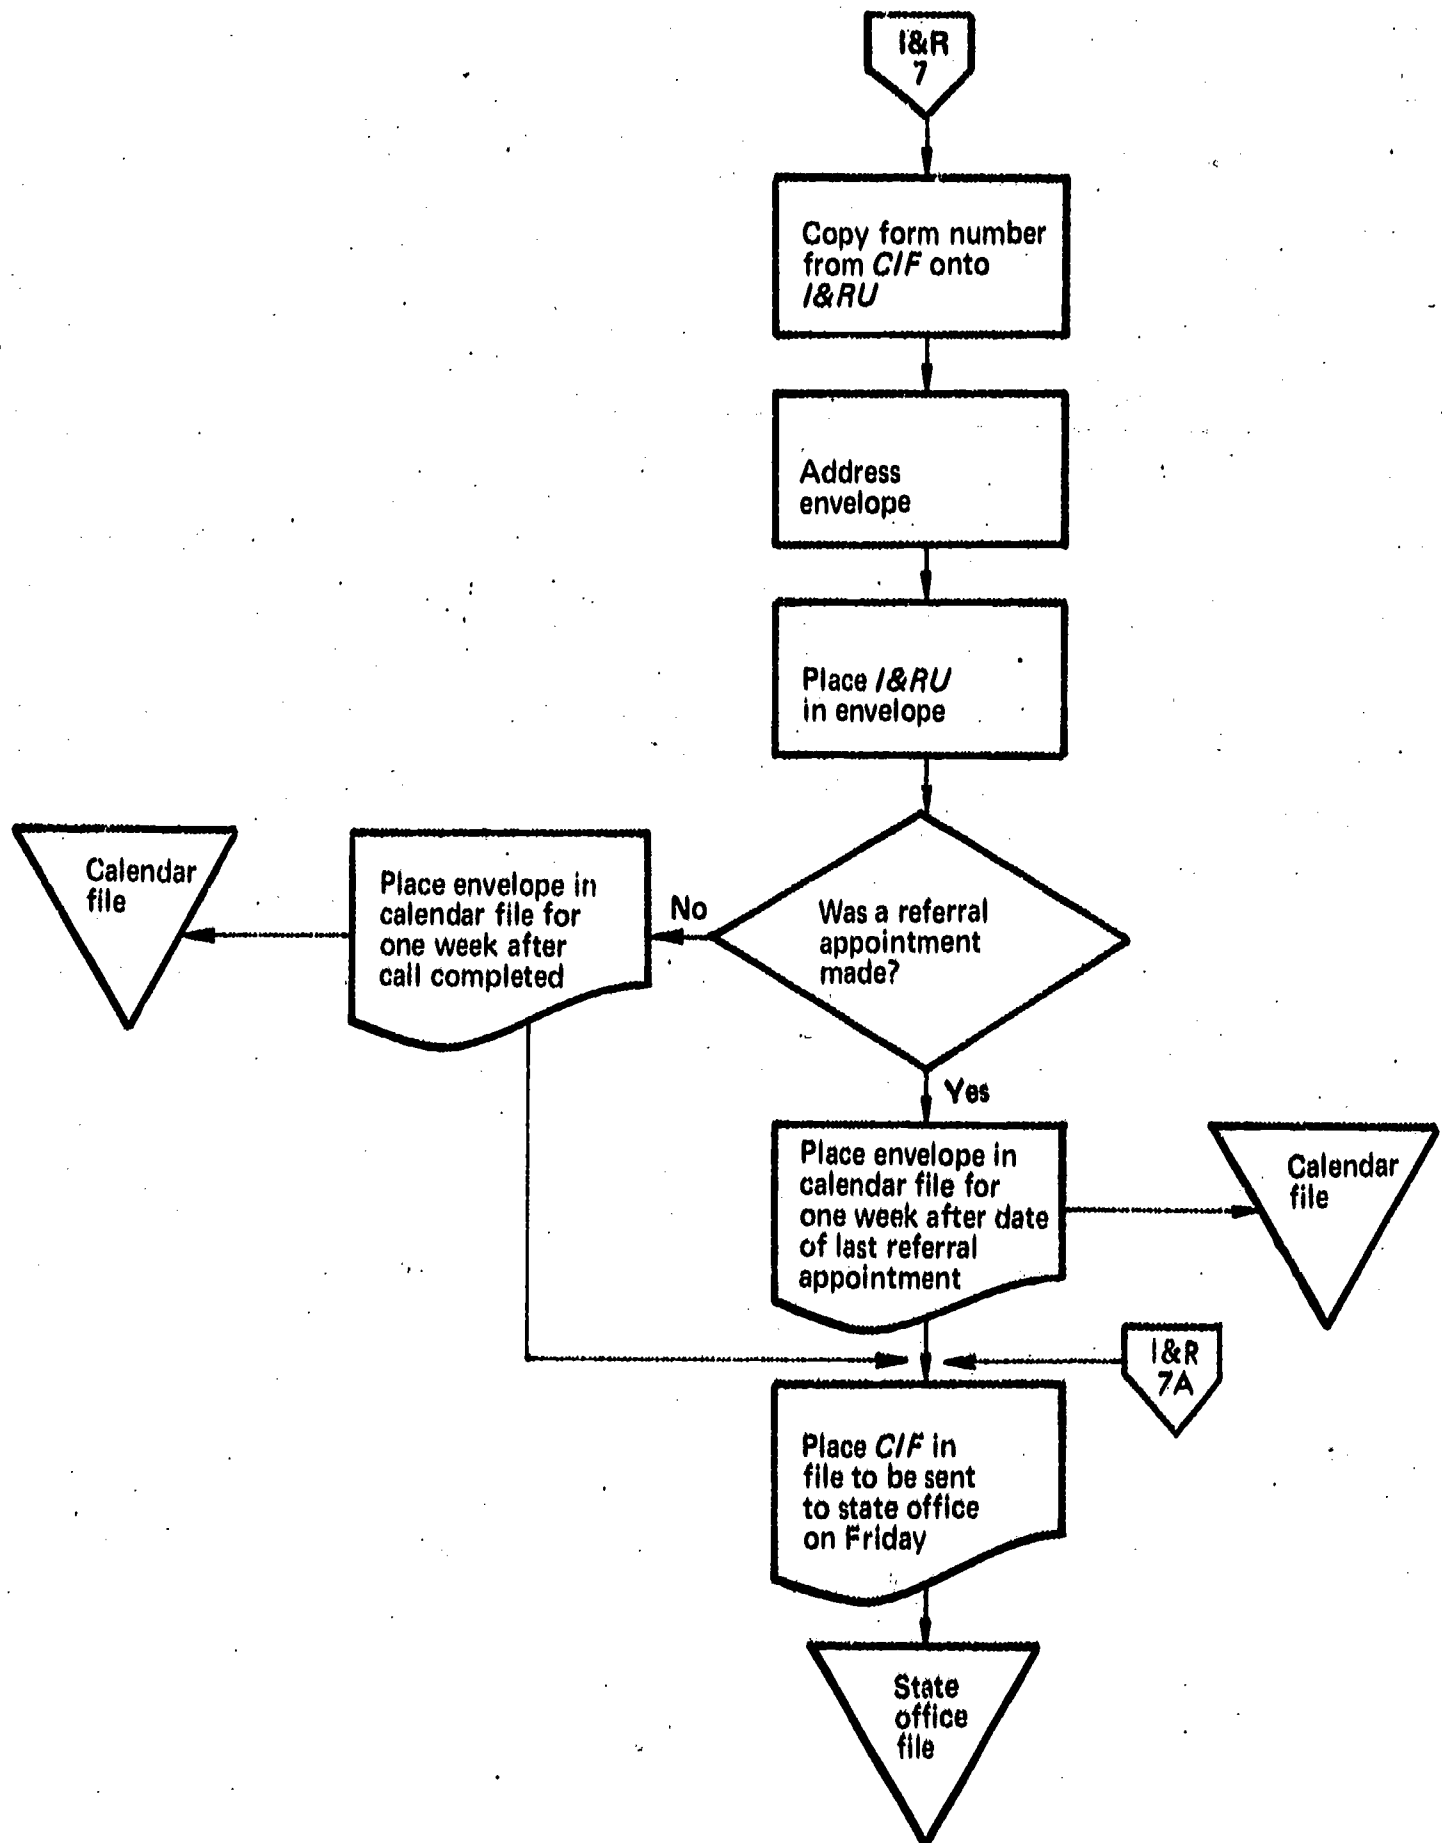 I&R
7
Copy form number
from CIF onto
I&RU
Address
envelope
Place I&RU
in envelope
Was a referral
appointment
made?
No
Place envelope in
calendar file for
one week after
call completed
Calendar
file
Yes
Place envelope in
calendar file for
one week after date
of last referral
appointment
Calendar
file
I&R
7A
Place CIF in
file to be sent
to state office
on Friday
State
office
file